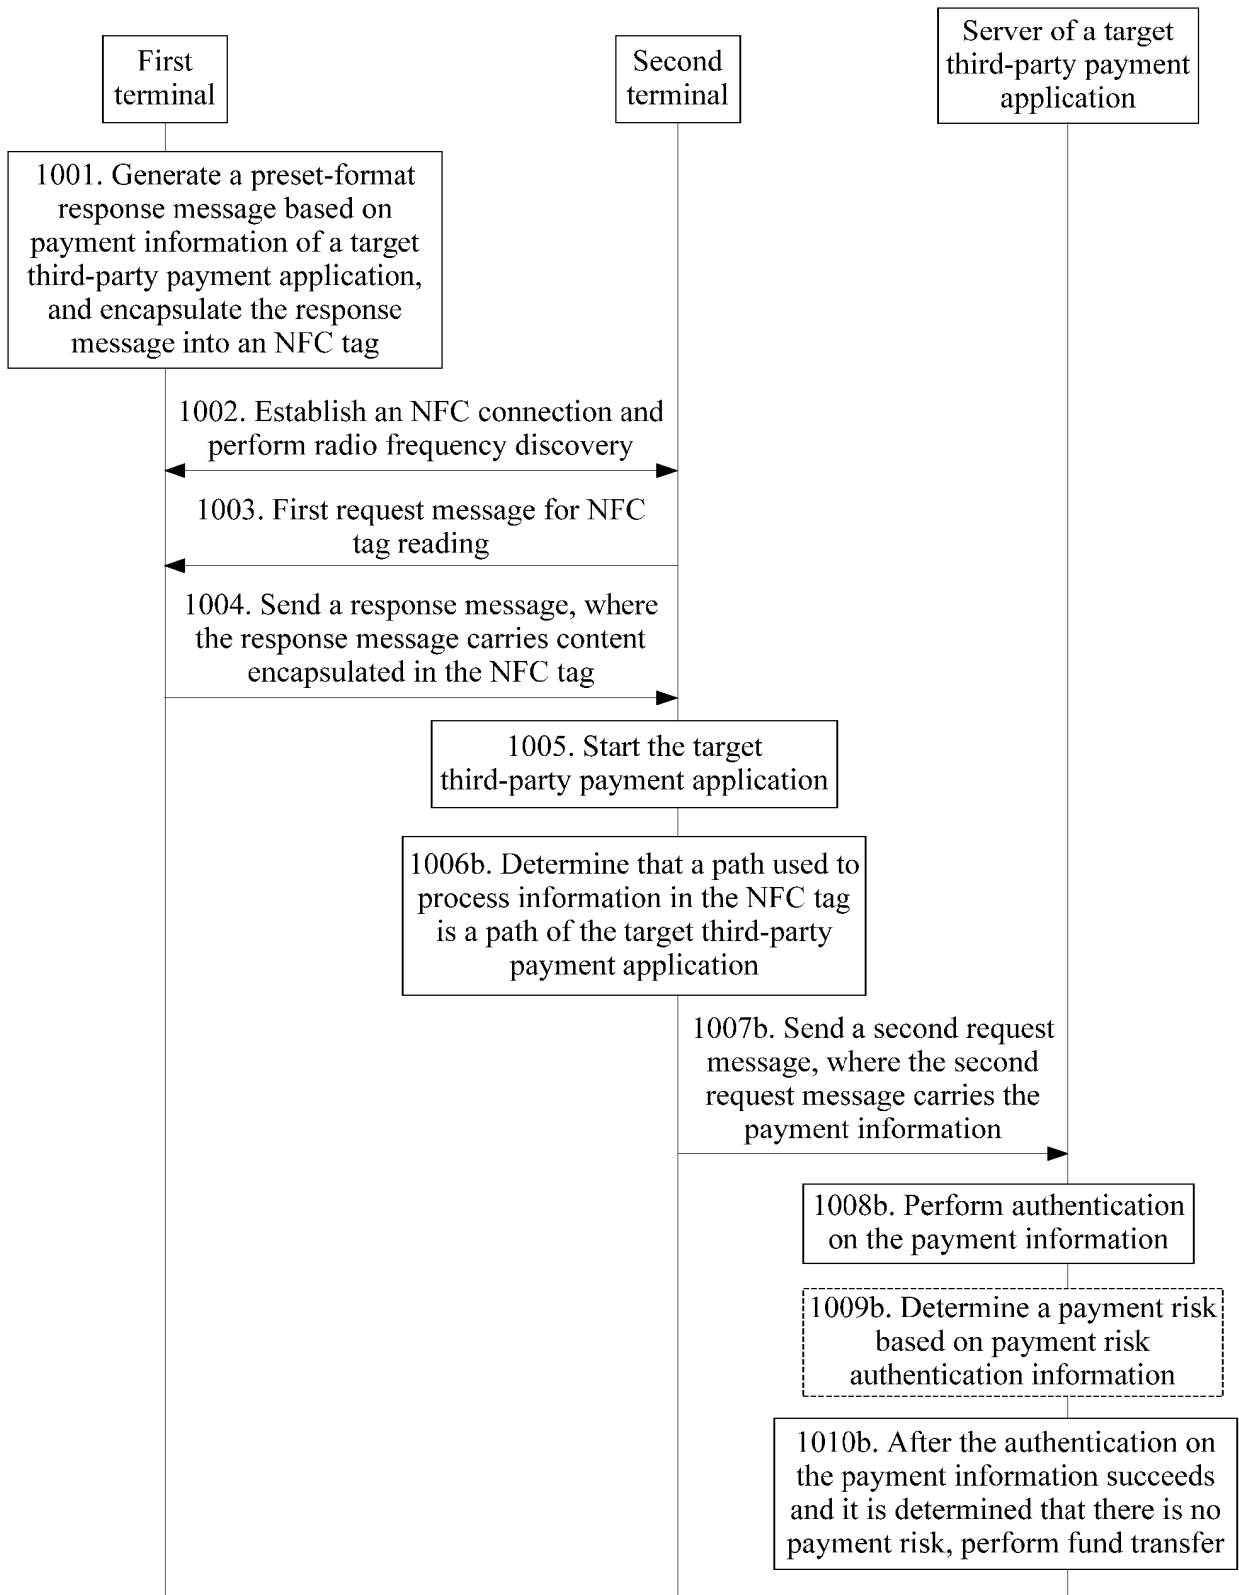 First
terminal
Second
terminal
Server of a target
third-party payment
application
1001. Generate a preset-format
response message based on
payment information of a target
third-party payment application,
and encapsulate the response
message into an NFC tag
1002. Establish an NFC connection and
perform radio frequency discovery
1003. First request message for NFC
tag reading
1004. Send a response message, where
the response message carries content
encapsulated in the NFC tag
1005. Start the target
third-party payment application
1006b. Determine that a path used to
process information in the NFC tag
is a path of the target third-party
payment application
1007b. Send a second request
message, where the second
request message carries the
payment information
1008b. Perform authentication
on the payment information
1009b. Determine a payment risk
based on payment risk
authentication information
1010b. After the authentication on
the payment information succeeds
and it is determined that there is no
payment risk, perform fund transfer